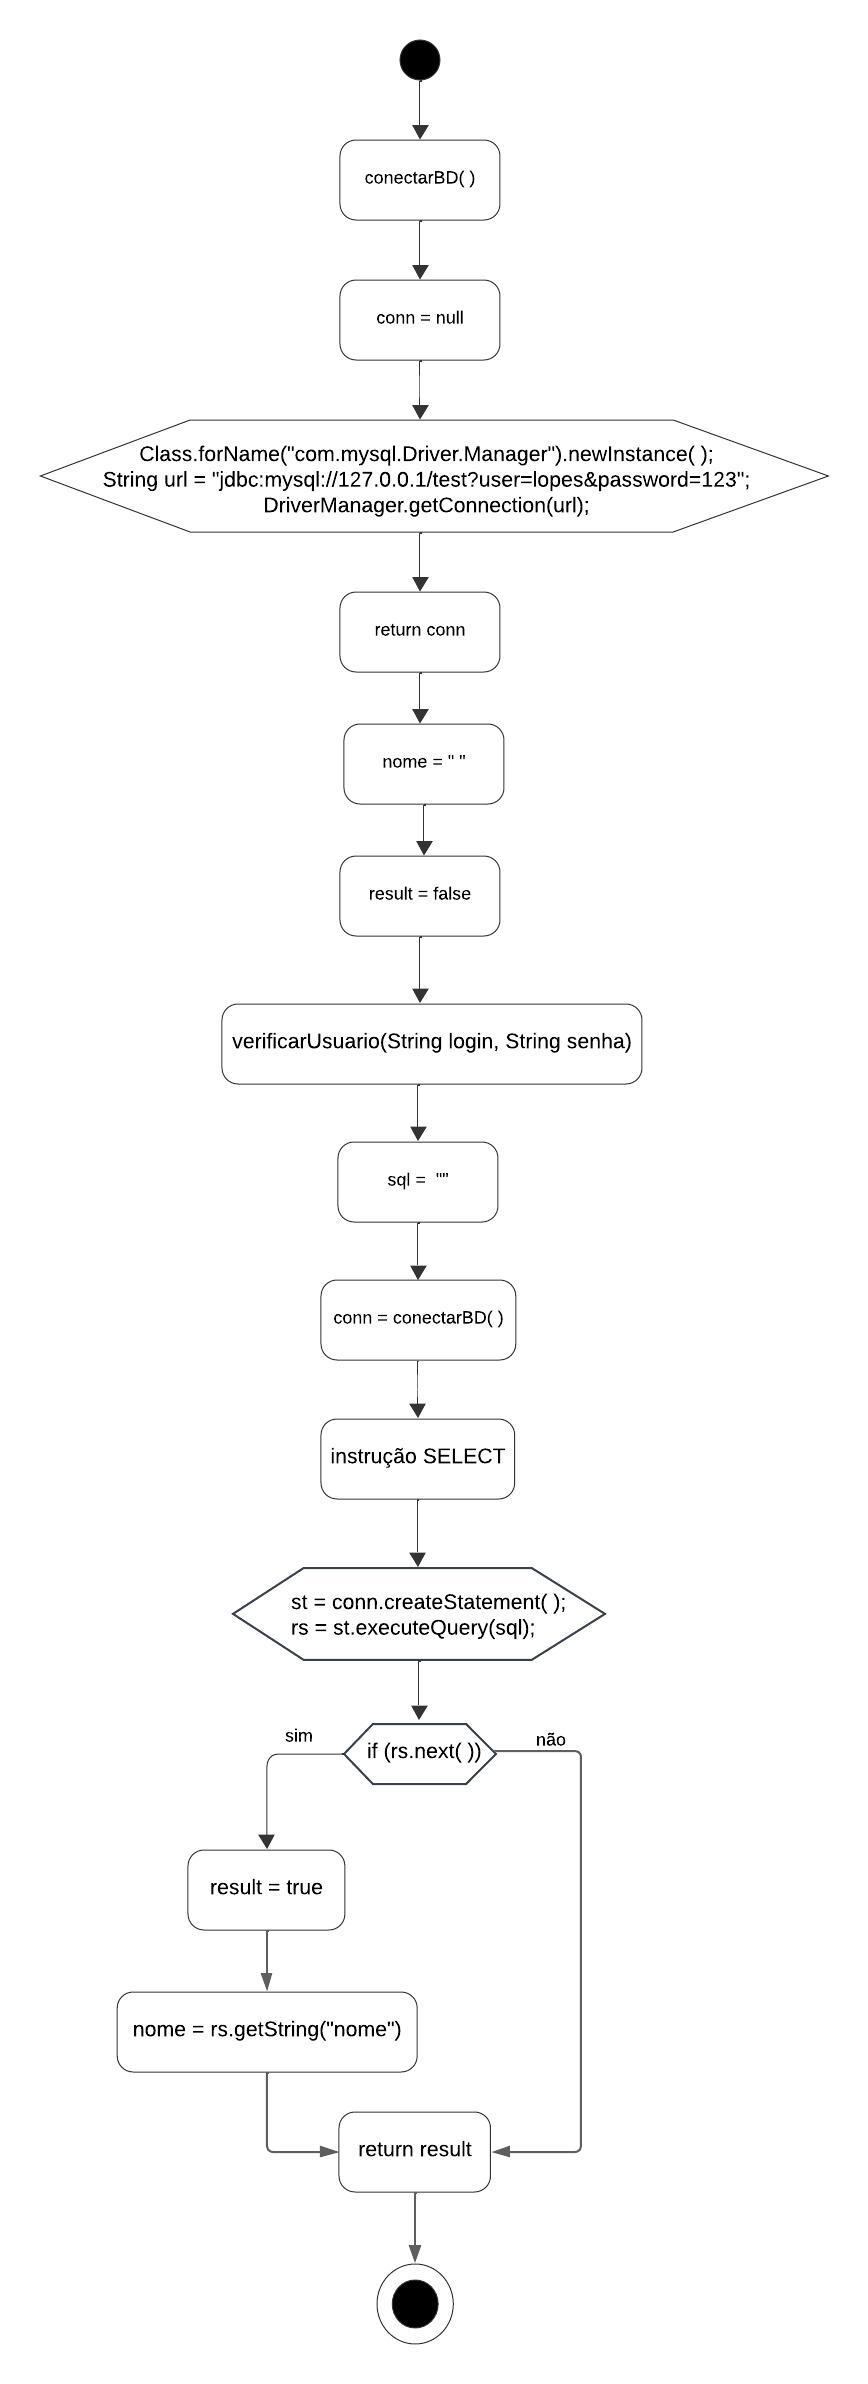 conectarBD( )
conn = null
Class.forName("com.mysql.Driver.Manager").newInstance( );
String url = "jdbc:mysql://127.0.0.1/test?user=lopes&password=123";
DriverManager.getConnection(url);
return conn
nome = " "
result = false
verificarUsuario(String login, String senha)
sql =  ""
conn = conectarBD( )
instrução SELECT
st = conn.createStatement( );
rs = st.executeQuery(sql);
sim
if (rs.next( ))
não
result = true
nome = rs.getString("nome")
return result